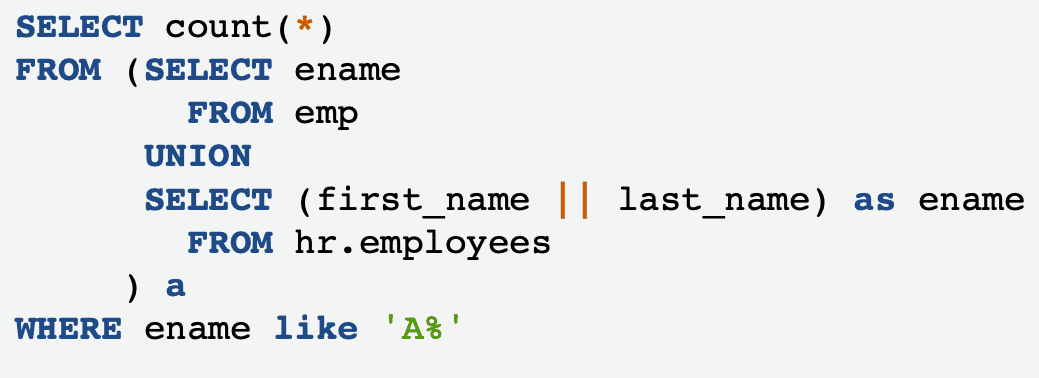 SELECT count(*)
FROM (SELECT ename
        FROM emp
      UNION
      SELECT (first_name || last_name) as ename
        FROM hr.employees
     ) a
WHERE ename like 'A%'